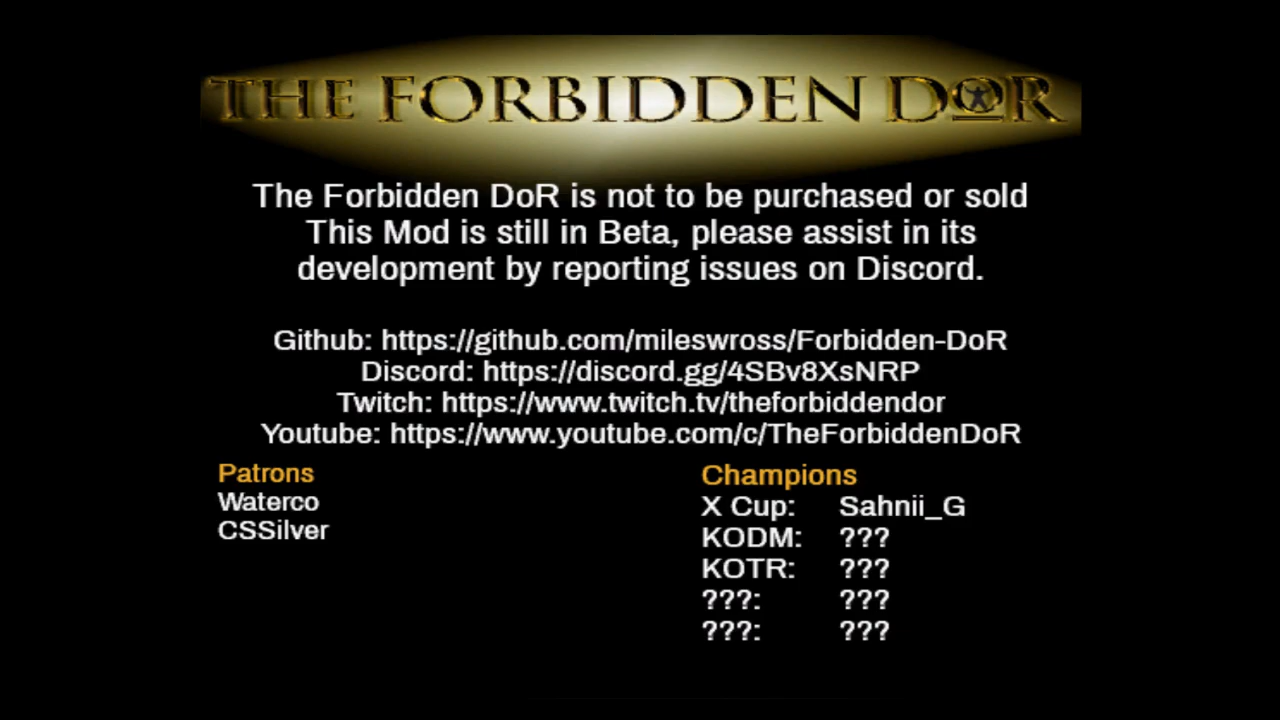 THE FORBIDDEN DOR
The Forbidden DoR is not to be purchased or sold
This Mod is still in Beta, please assist in its
development by reporting issues on Discord.
Github: https://github.com/mileswross/Forbidden-DoR
Discord: https://discord.gg/4SBv8XsNRP
Twitch: https://www.twitch.tv/theforbiddendor
Youtube: https://www.youtube.com/c/TheForbiddenDoR
Patrons
Waterco
CSSilver
Champions
X Cup: Sahnii_G
KODM: ???
KOTR: ???
???: ???
???: ???